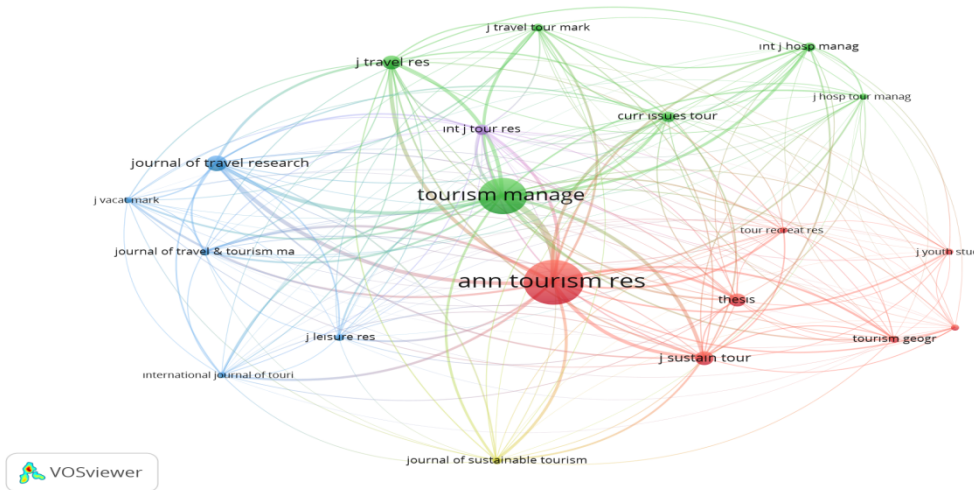 j travel tour mark
int j hosp manag
j travel res
j hosp tour manag
curr issues tour
int j tour res
journal of travel research
tourism manage
j vacat mark
tour recreat res
journal of travel & tourism ma
j youth stud
ann tourism res
thesis
j leisure res
tourism geogr
j sustain tour
international journal of touri
journal of sustainable tourism
VOSviewer